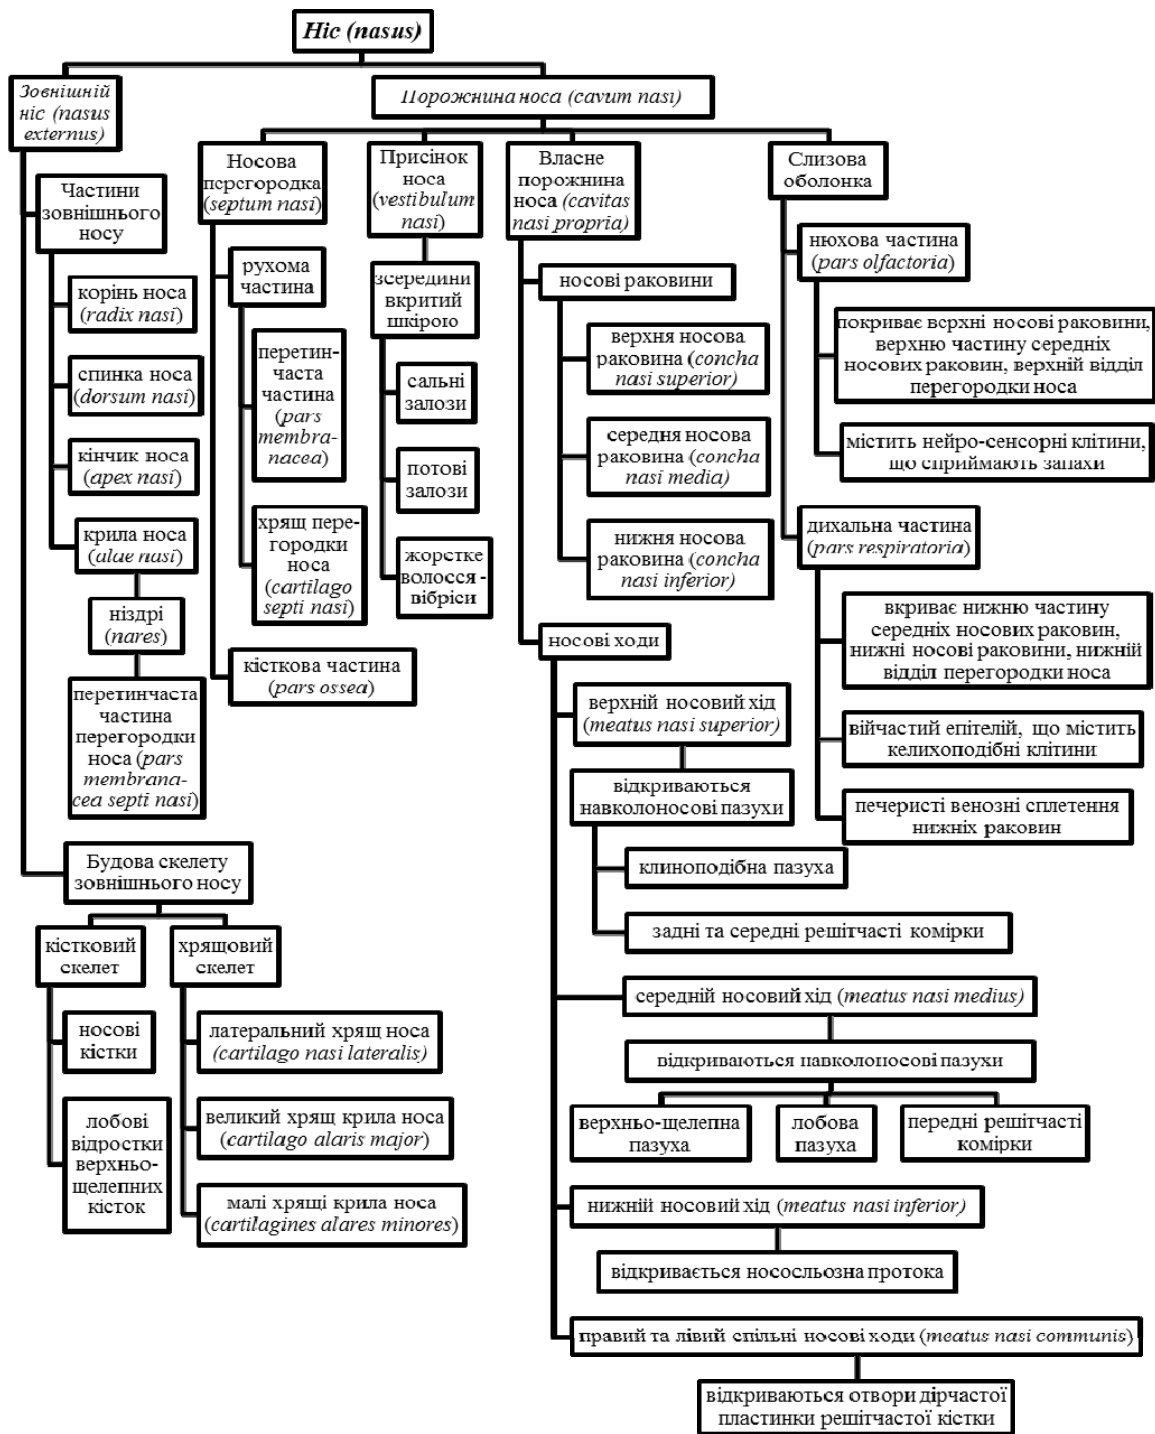 Ніс (nasus)
Зовнішній
ніс (nasus
externus)
Порожнина носа (cavum nasi)
Частини
зовнішнього
носу
корінь носа
(radix nasi)
спинка носа
(dorsum nasi)
кінчик носа
(apex nasi)
крила носа
(alae nasi)
ніздрі
(nares)
перетинчаста
частина
перегородки
носа (pars
membrana-
cea septi nasi)
Будова скелету
зовнішнього носу
кістковий
скелет
носові
кістки
лобові
відростки
верхньо-
щелепних
кісток
хрящовий
скелет
латеральний хрящ носа
(cartilago nasi lateralis)
великий хрящ крила носа
(cartilago alaris major)
малі хрящі крила носа
(cartilagines alares minores)
Носова
перегородка
(septum nasi)
рухома
частина
перетин-
часта
частина
(pars
membra-
nacea)
хрящ пере-
городки
носа
(cartilago
septi nasi)
кісткова частина
(pars ossea)
Присінок
носа
(vestibulum
nasi)
зсередини
вкритий
шкірою
сальні
залози
потові
залози
жорстке
волосся -
вібріси
Власне
порожнина
носа (cavitas
nasi propria)
носові раковини
верхня носова
раковина (concha
nasi superior)
середня носова
раковина (concha
nasi media)
нижня носова
раковина (concha
nasi inferior)
носові ходи
верхній носовий хід
(meatus nasi superior)
відкриваються
навколоносові пазухи
клиноподібна пазуха
задні та середні решітчасті комірки
середній носовий хід (meatus nasi medius)
відкриваються навколоносові пазухи
верхньо-щелепна
пазуха
лобова
пазуха
передні решітчасті
комірки
нижній носовий хід (meatus nasi inferior)
відкривається нососльозна протока
правий та лівий спільні носові ходи (meatus nasi communis)
відкриваються отвори дірчастої
пластинки решітчастої кістки
Слизова
оболонка
нюхова частина
(pars olfactoria)
покриває верхні носові раковини,
верхню частину середніх
носових раковин, верхній відділ
перегородки носа
містить нейро-сенсорні клітини,
що сприймають запахи
дихальна частина
(pars respiratoria)
вкриває нижню частину
середніх носових раковин,
нижні носові раковини, нижній
відділ перегородки носа
війчастий епітелій, що містить
келихоподібні клітини
печеристі венозні сплетення
нижніх раковин